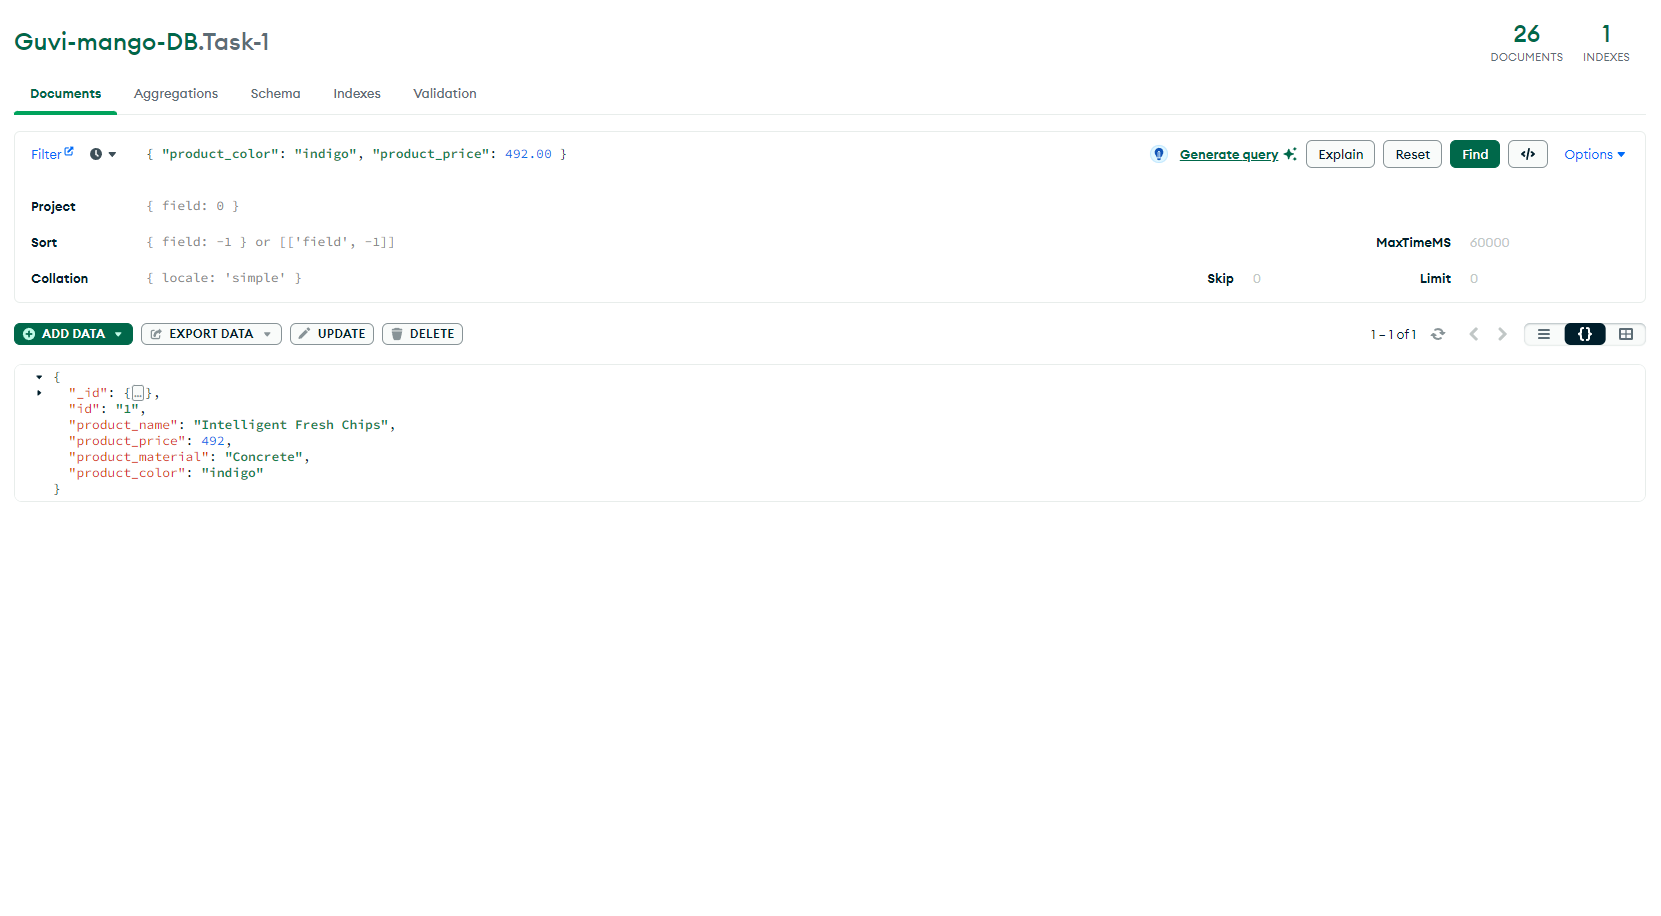 Guvi-mango-DB.Task-1
26 1
DOCUMENTS INDEXES
Documents Aggregations Schema Indexes Validation
Filter { "product_color": "indigo", "product_price": 492.00 } Generate query Explain Reset Find </> Options
Project { field: 0 }
Sort { field: -1 } or [['field', -1]] MaxTimeMS 60000
Collation { locale: 'simple' } Skip 0 Limit 0
ADD DATA EXPORT DATA UPDATE DELETE 1 – 1 of 1 {}
{
"_id": {…},
"id": "1",
"product_name": "Intelligent Fresh Chips",
"product_price": 492,
"product_material": "Concrete",
"product_color": "indigo"
}